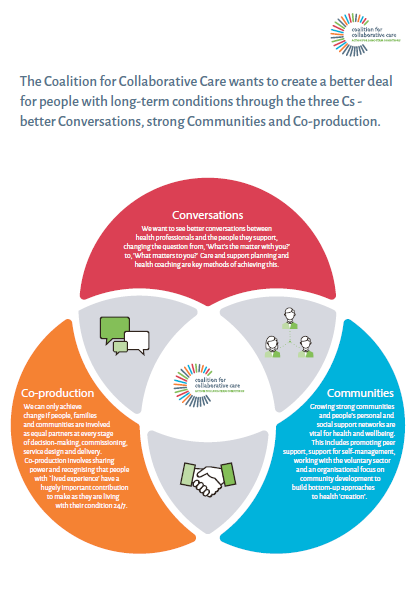 coalition for
collaborative care
The Coalition for Collaborative Care wants to create a better deal
for people with long-term conditions through the three Cs -
better Conversations, strong Communities and Co-production.
Conversations
We want to see better conversations between
health professionals and the people they support,
changing the question from, 'What's the matter with you?'
to, 'What matters to you?' Care and support planning and
health coaching are key methods of achieving this.
coalition for
collaborative care
Co-production
We can only achieve
change if people, families
and communities are involved
as equal partners at every stage
of decision-making, commissioning,
service design and delivery.
Co-production involves sharing
power and recognising that people
with 'lived experience' have a
hugely important contribution
to make as they are living
with their condition 24/7.
Communities
Growing strong communities
and people's personal and
social support networks are
vital for health and wellbeing.
This includes promoting peer
support, support for self-management,
working with the voluntary sector
and an organisational focus on
community development to
build bottom-up approaches
to health 'creation'.